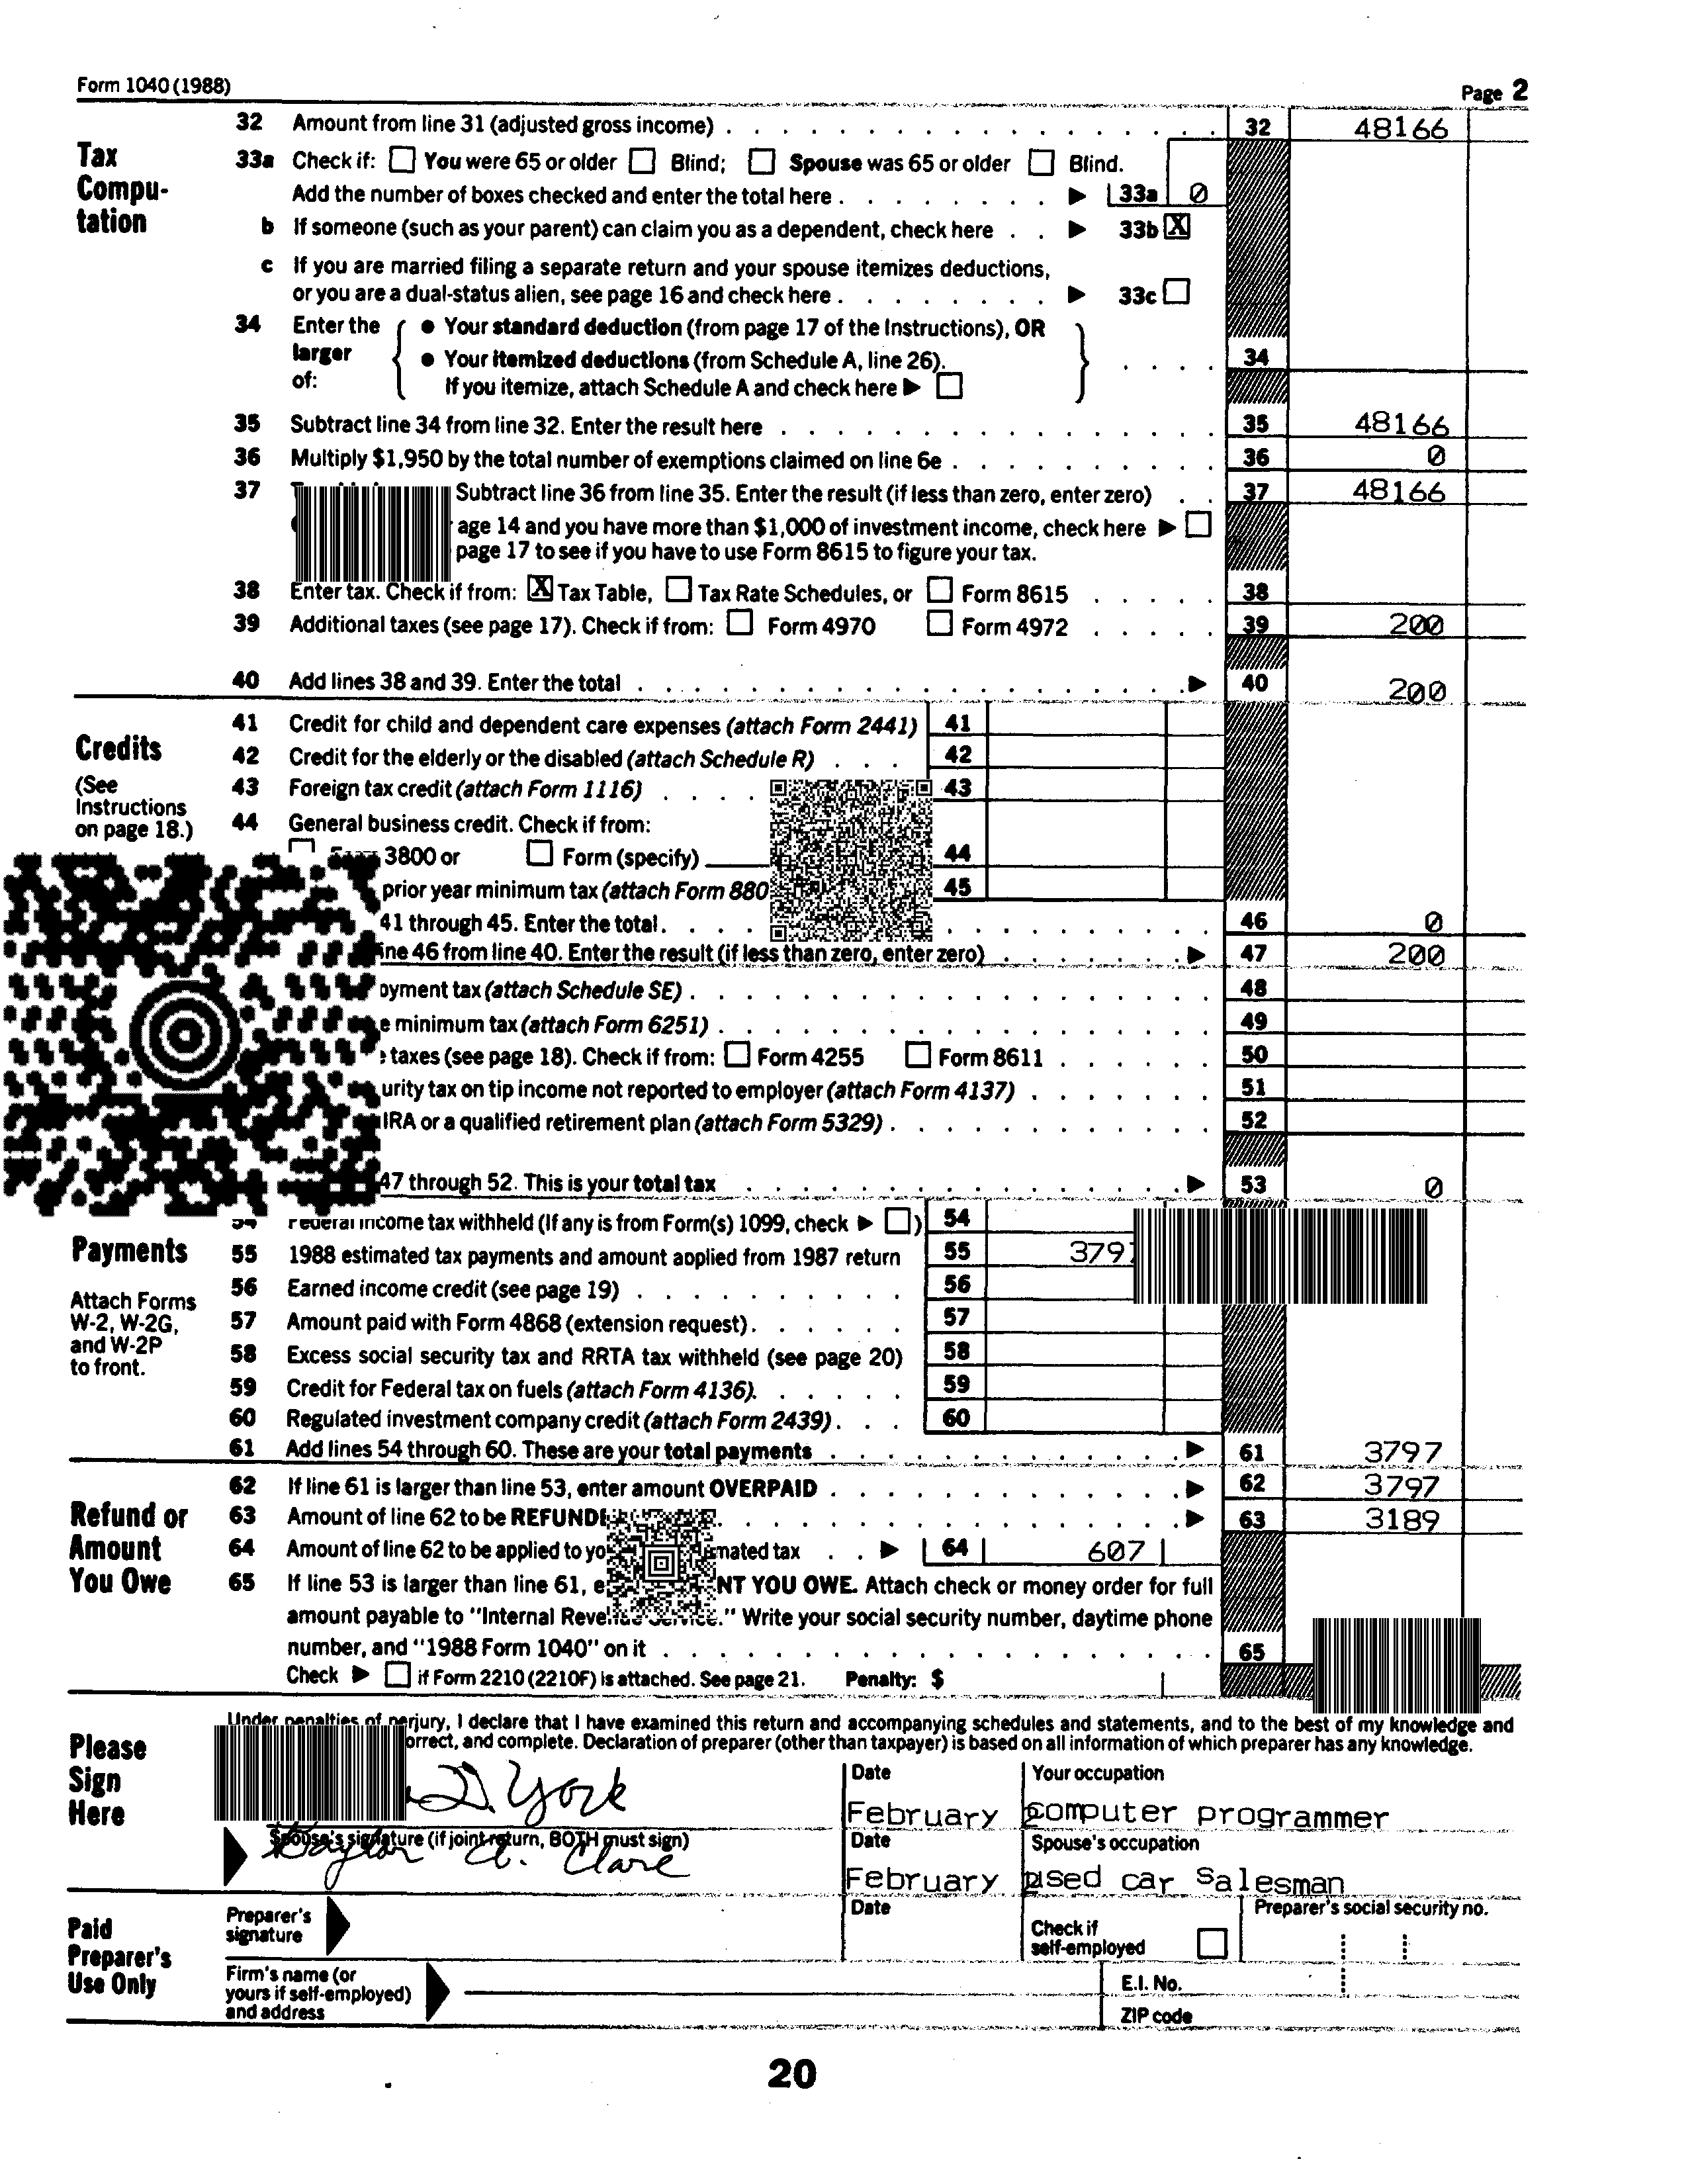 Form 1040 (1988)
Page 2
Tax Compu-tation
32 Amount from line 31 (adjusted gross income) 32 48166
33a Check if: You were 65 or older Blind; Spouse was 65 or older Blind.
Add the number of boxes checked and enter the total here 33a 0
b If someone (such as your parent) can claim you as a dependent, check here 33b X
c If you are married filing a separate return and your spouse itemizes deductions,
or you are a dual-status alien, see page 16 and check here 33c
34 Enter the larger of: • Your standard deduction (from page 17 of the Instructions), OR
• Your itemized deductions (from Schedule A, line 26). 34
If you itemize, attach Schedule A and check here
35 Subtract line 34 from line 32. Enter the result here 35 48166
36 Multiply $1,950 by the total number of exemptions claimed on line 6e 36 0
37 Subtract line 36 from line 35. Enter the result (if less than zero, enter zero) 37 48166
age 14 and you have more than $1,000 of investment income, check here
page 17 to see if you have to use Form 8615 to figure your tax.
38 Enter tax. Check if from: X Tax Table, Tax Rate Schedules, or Form 8615 38
39 Additional taxes (see page 17). Check if from: Form 4970 Form 4972 39 200
40 Add lines 38 and 39. Enter the total 40 200
Credits
(See Instructions on page 18.)
41 Credit for child and dependent care expenses (attach Form 2441) 41
42 Credit for the elderly or the disabled (attach Schedule R) 42
43 Foreign tax credit (attach Form 1116) 43
44 General business credit. Check if from:
3800 or Form (specify) 44
prior year minimum tax (attach Form 880 45
41 through 45. Enter the total. 46 0
ine 46 from line 40. Enter the result (if less than zero, enter zero) 47 200
oyment tax (attach Schedule SE) 48
e minimum tax (attach Form 6251) 49
taxes (see page 18). Check if from: Form 4255 Form 8611 50
urity tax on tip income not reported to employer (attach Form 4137) 51
IRA or a qualified retirement plan (attach Form 5329) 52
47 through 52. This is your total tax 53 0
Payments
Attach Forms W-2, W-2G, and W-2P to front.
Federal income tax withheld (If any is from Form(s) 1099, check ) 54
55 1988 estimated tax payments and amount applied from 1987 return 55 379
56 Earned income credit (see page 19) 56
57 Amount paid with Form 4868 (extension request) 57
58 Excess social security tax and RRTA tax withheld (see page 20) 58
59 Credit for Federal tax on fuels (attach Form 4136) 59
60 Regulated investment company credit (attach Form 2439) 60
61 Add lines 54 through 60. These are your total payments 61 3797
Refund or Amount You Owe
62 If line 61 is larger than line 53, enter amount OVERPAID 62 3797
63 Amount of line 62 to be REFUNDE 63 3189
64 Amount of line 62 to be applied to yo mated tax 64 607
65 If line 53 is larger than line 61, e NT YOU OWE. Attach check or money order for full
amount payable to "Internal Revenue Service." Write your social security number, daytime phone
number, and "1988 Form 1040" on it 65
Check if Form 2210 (2210F) is attached. See page 21. Penalty: $
Please Sign Here
Under penalties of perjury, I declare that I have examined this return and accompanying schedules and statements, and to the best of my knowledge and
orrect, and complete. Declaration of preparer (other than taxpayer) is based on all information of which preparer has any knowledge.
D. York
Date
February
Your occupation
computer programmer
Spouse's signature (if joint return, BOTH must sign)
A. Clare
Date
February
Spouse's occupation
used car Salesman
Paid Preparer's Use Only
Preparer's signature
Date
Check if self-employed
Preparer's social security no.
Firm's name (or yours if self-employed) and address
E.I. No.
ZIP code
20